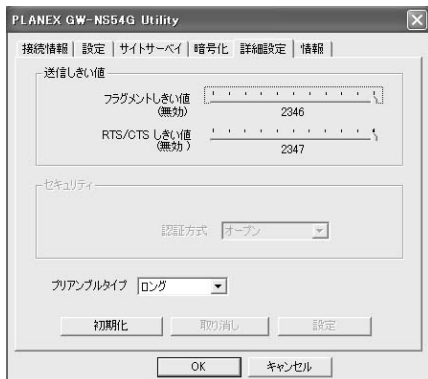 PLANEX GW-NS54G Utility
接続情報 設定 サイトサーベイ 暗号化 詳細設定 情報
送信しきい値
フラグメントしきい値
(無効)
2346
RTS/CTS しきい値
(無効 )
2347
セキュリティ
認証方式 オープン
プリアンブルタイプ ロング
初期化 取り消し 設定
OK キャンセル